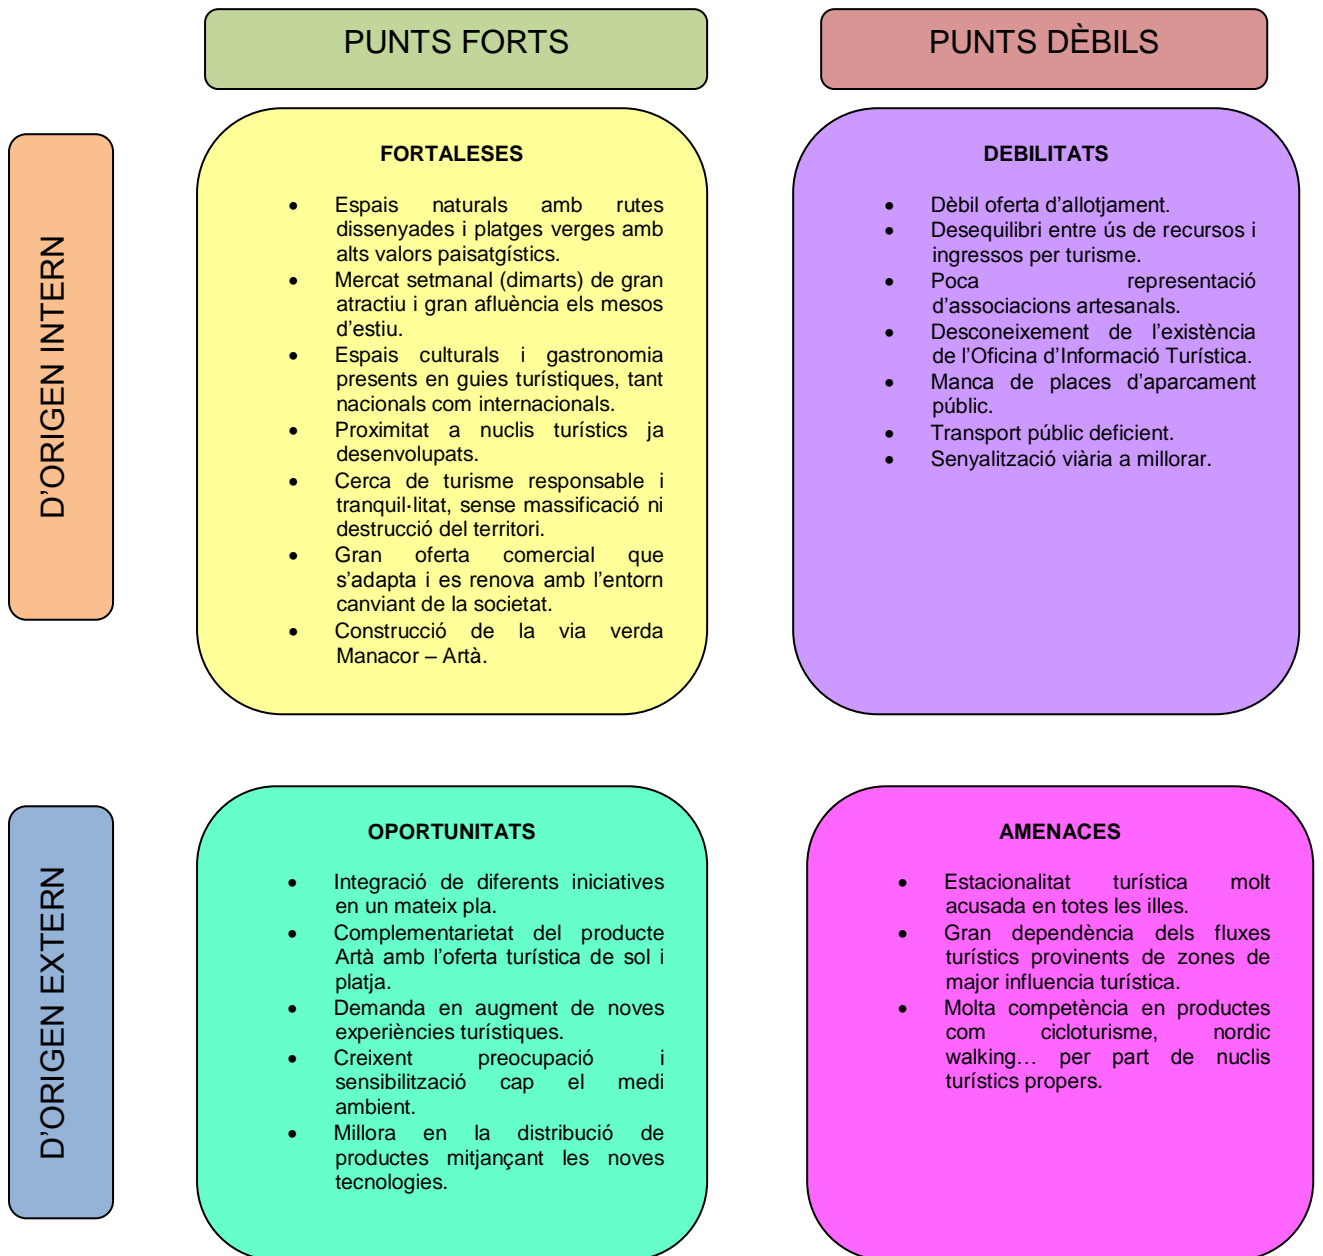 PUNTS FORTS
PUNTS DÈBILS
D'ORIGEN INTERN
FORTALESES
• Espais naturals amb rutes
dissenyades i platges verges amb
alts valors paisatgístics.
• Mercat setmanal (dimarts) de gran
atractiu i gran afluència els mesos
d'estiu.
• Espais culturals i gastronomia
presents en guies turístiques, tant
nacionals com internacionals.
• Proximitat a nuclis turístics ja
desenvolupats.
• Cerca de turisme responsable i
tranquil·litat, sense massificació ni
destrucció del territori.
• Gran oferta comercial que
s'adapta i es renova amb l'entorn
canviant de la societat.
• Construcció de la via verda
Manacor – Artà.
DEBILITATS
• Dèbil oferta d'allotjament.
• Desequilibri entre ús de recursos i
ingressos per turisme.
• Poca representació
d'associacions artesanals.
• Desconeixement de l'existència
de l'Oficina d'Informació Turística.
• Manca de places d'aparcament
públic.
• Transport públic deficient.
• Senyalització viària a millorar.
D'ORIGEN EXTERN
OPORTUNITATS
• Integració de diferents iniciatives
en un mateix pla.
• Complementarietat del producte
Artà amb l'oferta turística de sol i
platja.
• Demanda en augment de noves
experiències turístiques.
• Creixent preocupació i
sensibilització cap el medi
ambient.
• Millora en la distribució de
productes mitjançant les noves
tecnologies.
AMENACES
• Estacionalitat turística molt
acusada en totes les illes.
• Gran dependència dels fluxes
turístics provinents de zones de
major influencia turística.
• Molta competència en productes
com cicloturisme, nordic
walking… per part de nuclis
turístics propers.